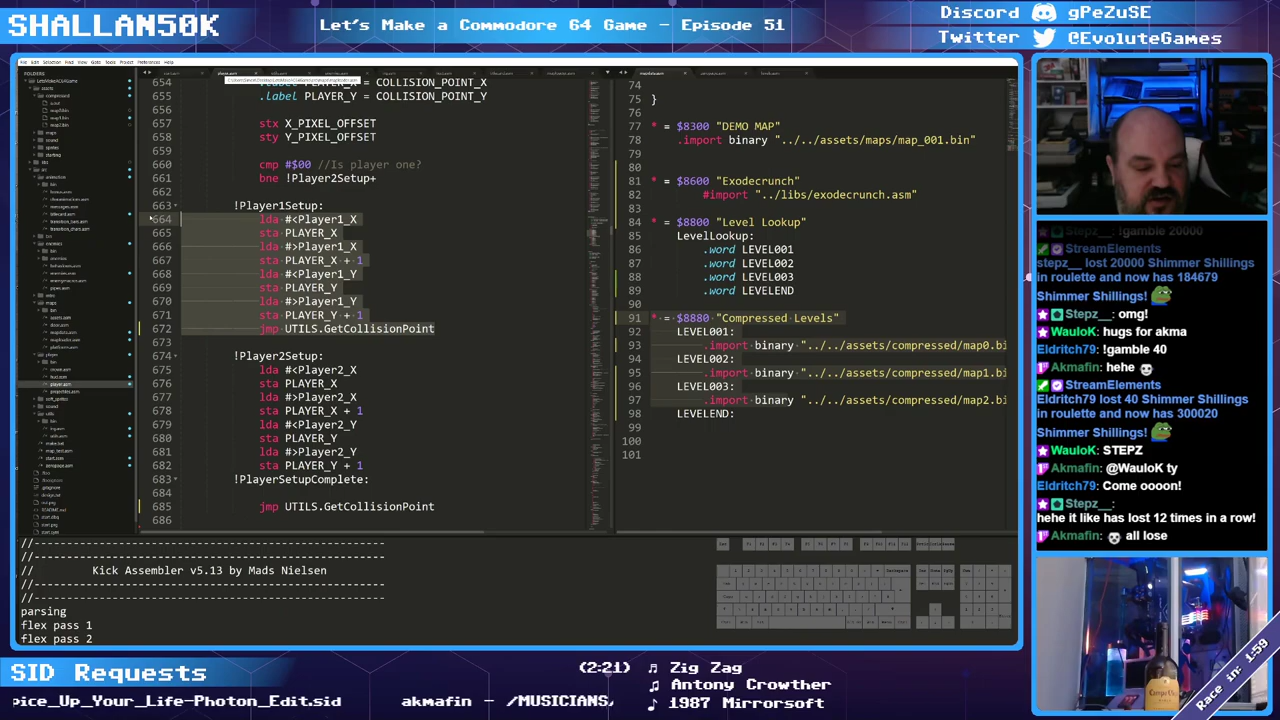 SHALLAN50K
Let's Make a Commodore 64 Game - Episode 51
Discord gPeZuSE
Twitter @EvoluteGames
654 .label PLAYER_X = COLLISION_POINT_X
655 .label PLAYER_Y = COLLISION_POINT_Y
656
657 stx X_PIXEL_OFFSET
658 sty Y_PIXEL_OFFSET
659
660 cmp #$00 //Is player one?
661 bne !Player2Setup+
662
663 !Player1Setup:
664 lda #<Player1_X
665 sta PLAYER_X
666 lda #>Player1_X
667 sta PLAYER_X + 1
668 lda #<Player1_Y
669 sta PLAYER_Y
670 lda #>Player1_Y
671 sta PLAYER_Y + 1
672 jmp UTILS.GetCollisionPoint
673
674 !Player2Setup:
675 lda #<Player2_X
676 sta PLAYER_X
677 lda #>Player2_X
678 sta PLAYER_X + 1
679 lda #<Player2_Y
680 sta PLAYER_Y
681 lda #>Player2_Y
682 sta PLAYER_Y + 1
683 !PlayerSetupComplete:
684
685 jmp UTILS.GetCollisionPoint
686
74
75 }
76
77 * = $8300 "DEMO MAP"
78 .import binary "../../assets/maps/map_001.bin"
79
80
81 * = $8600 "Exodecrunch"
82 #import "../libs/exodecrunch.asm"
83
84 * = $8800 "Level Lookup"
85 LevelLookup:
86 .word LEVEL001
87 .word LEVEL002
88 .word LEVEL003
89 .word LEVELEND
90
91 * = $8880 "Compressed Levels"
92 LEVEL001:
93 .import binary "../../assets/compressed/map0.bi
94 LEVEL002:
95 .import binary "../../assets/compressed/map1.bi
96 LEVEL003:
97 .import binary "../../assets/compressed/map2.bi
98 LEVELEND:
99
100
101
//--------------------------------------------------
//--------------------------------------------------
// Kick Assembler v5.13 by Mads Nielsen
//--------------------------------------------------
parsing
flex pass 1
flex pass 2
Stepz__: !gamble 20000
StreamElements:
stepz__ lost 20000 Shimmer Shillings
in roulette and now has 184679
Shimmer Shillings!
Stepz__: omg!
WauloK: hugs for akma
Eldritch79: !gamble 40
Akmafin: hehe
StreamElements:
Eldritch79 lost 40 Shimmer Shillings
in roulette and now has 300020
Shimmer Shillings!
WauloK: STEPZ
Akmafin: @WauloK ty
Eldritch79: Come oooon!
Stepz__:
hehe it like has lost 12 times in a row!
Akmafin: all lose
Race in: 1:59
SID Requests
pice_Up_Your_Life-Photon_Edit.sid akmafin - /MUSICIANS/
(2:21) Zig Zag
Antony Crowther
1987 Mirrorsoft